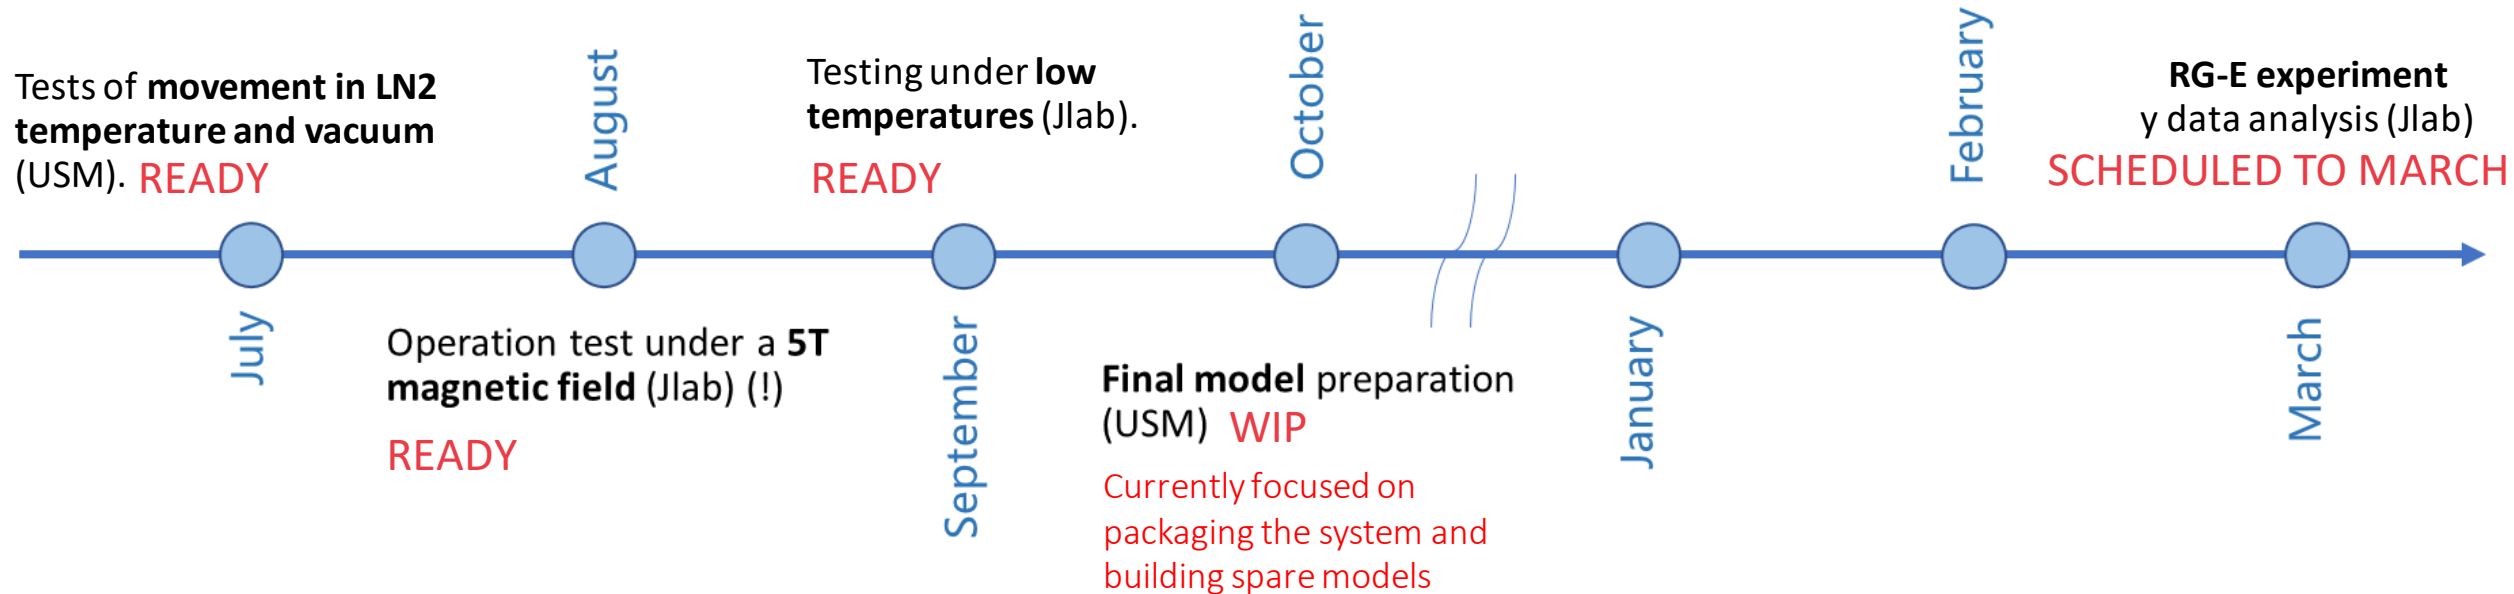 Tests of movement in LN2
temperature and vacuum
(USM). READY
July
August
Operation test under a 5T
magnetic field (Jlab) (!)
READY
Testing under low
temperatures (Jlab).
READY
September
October
Final model preparation
(USM) WIP
Currently focused on
packaging the system and
building spare models
January
February
RG-E experiment
y data analysis (Jlab)
SCHEDULED TO MARCH
March